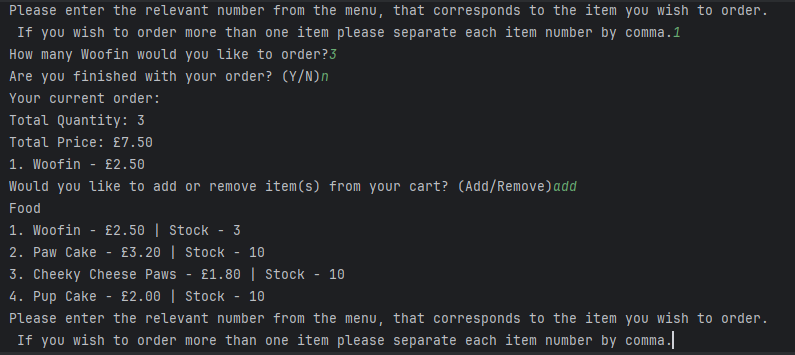 Please enter the relevant number from the menu, that corresponds to the item you wish to order.
 If you wish to order more than one item please separate each item number by comma.1
How many Woofin would you like to order?3
Are you finished with your order? (Y/N)n
Your current order:
Total Quantity: 3
Total Price: £7.50
1. Woofin - £2.50
Would you like to add or remove item(s) from your cart? (Add/Remove)add
Food
1. Woofin - £2.50 | Stock - 3
2. Paw Cake - £3.20 | Stock - 10
3. Cheeky Cheese Paws - £1.80 | Stock - 10
4. Pup Cake - £2.00 | Stock - 10
Please enter the relevant number from the menu, that corresponds to the item you wish to order.
 If you wish to order more than one item please separate each item number by comma.